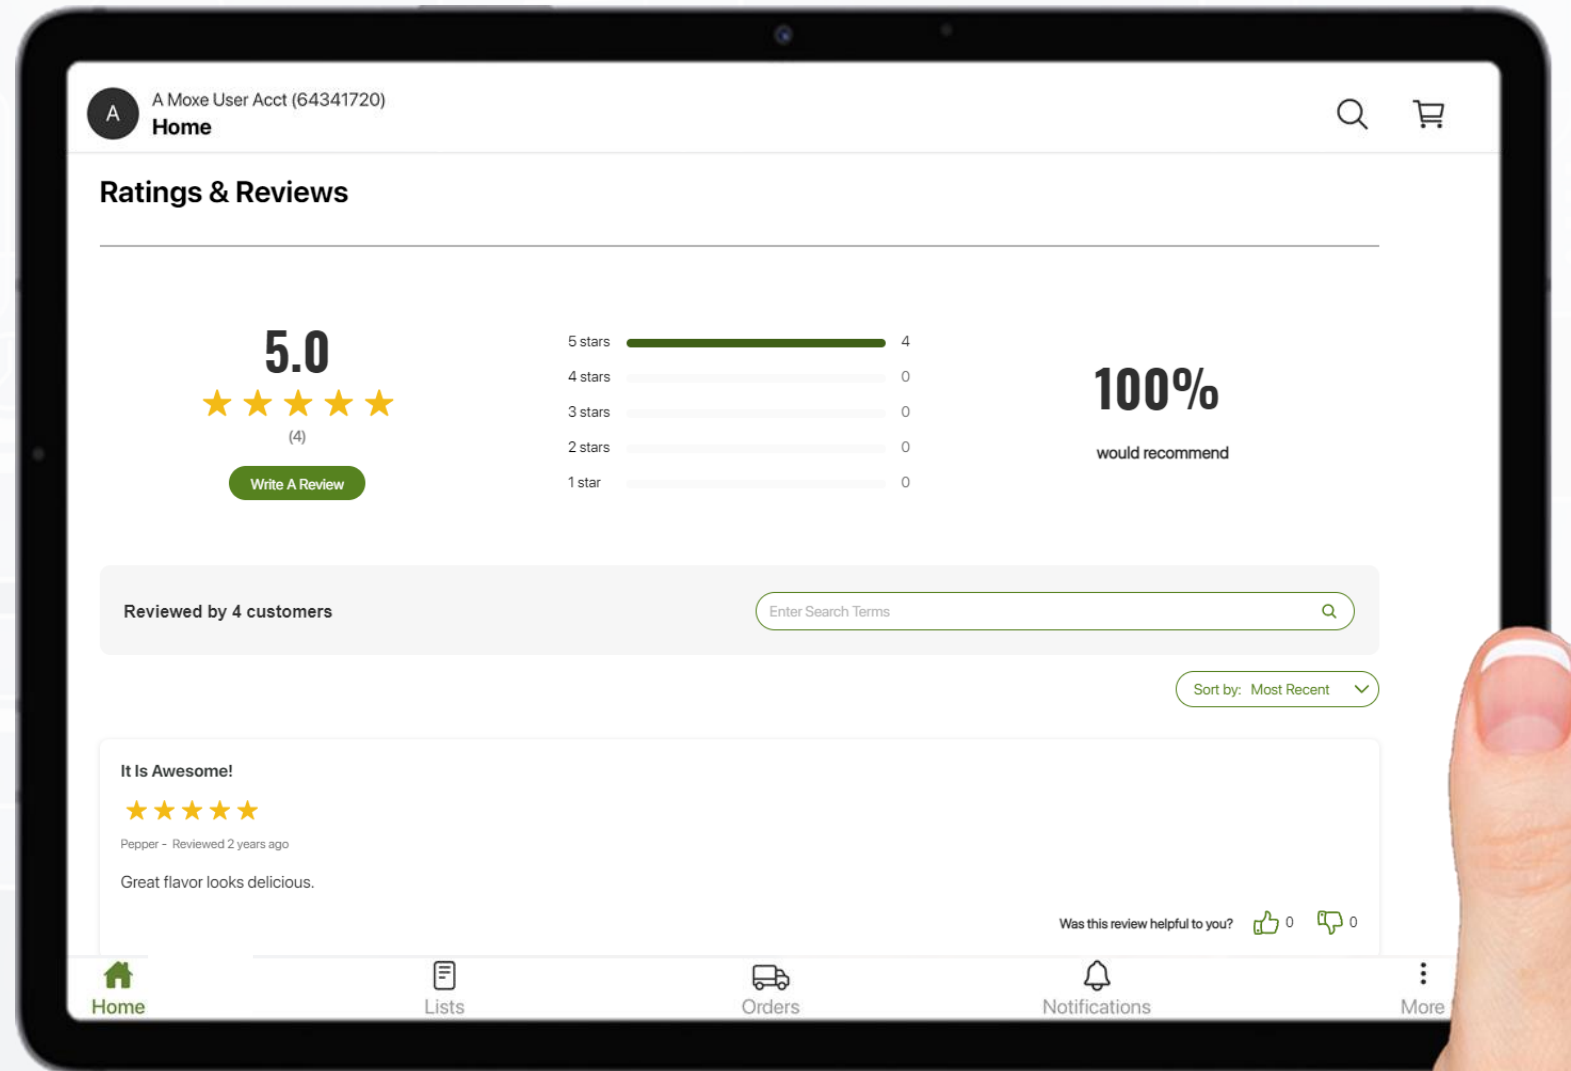 A
A Moxe User Acct (64341720)
Home
Ratings & Reviews
5.0
(4)
Write A Review
5 stars 4
4 stars 0
3 stars 0
2 stars 0
1 star 0
100%
would recommend
Reviewed by 4 customers
Enter Search Terms
Sort by: Most Recent
It Is Awesome!
Pepper - Reviewed 2 years ago
Great flavor looks delicious.
Was this review helpful to you? 0 0
Home Lists Orders Notifications More